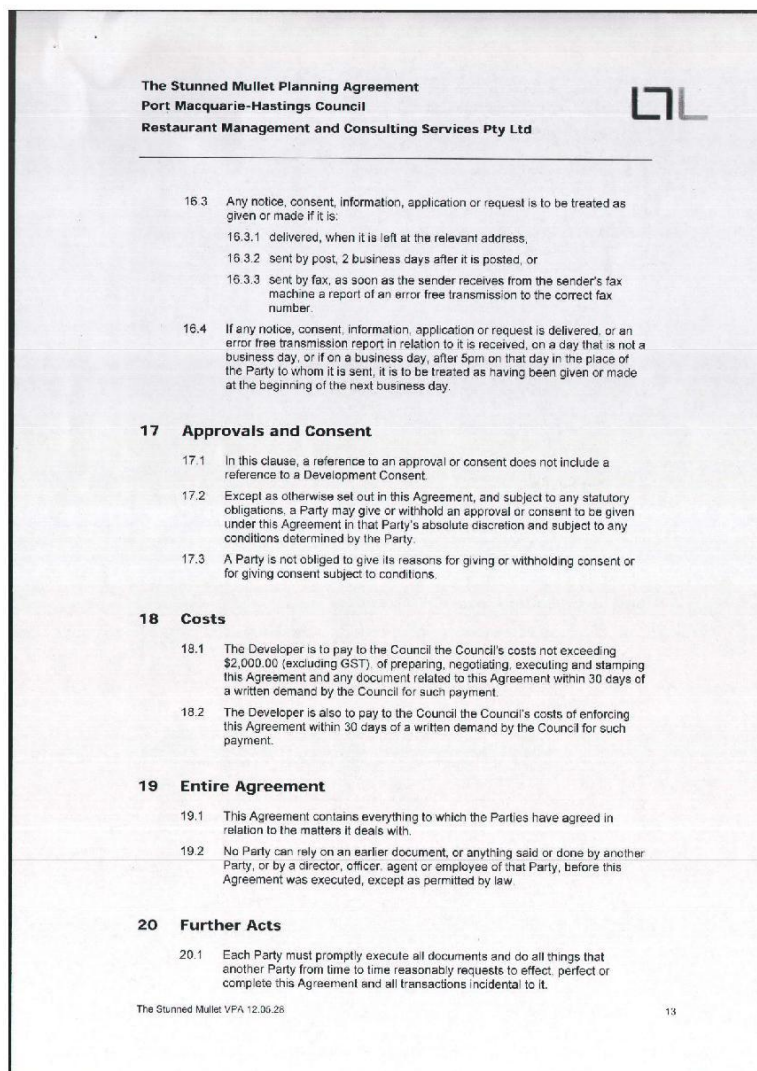 The Stunned Mullet Planning Agreement
Port Macquarie-Hastings Council
Restaurant Management and Consulting Services Pty Ltd
16.3 Any notice, consent, information, application or request is to be treated as
given or made if it is:
16.3.1 delivered, when it is left at the relevant address,
16.3.2 sent by post, 2 business days after it is posted, or
16.3.3 sent by fax, as soon as the sender receives from the sender's fax
machine a report of an error free transmission to the correct fax
number.
16.4 If any notice, consent, information, application or request is delivered, or an
error free transmission report in relation to it is received, on a day that is not a
business day, or if on a business day, after 5pm on that day in the place of
the Party to whom it is sent, it is to be treated as having been given or made
at the beginning of the next business day.
17 Approvals and Consent
17.1 In this clause, a reference to an approval or consent does not include a
reference to a Development Consent.
17.2 Except as otherwise set out in this Agreement, and subject to any statutory
obligations, a Party may give or withhold an approval or consent to be given
under this Agreement in that Party's absolute discretion and subject to any
conditions determined by the Party.
17.3 A Party is not obliged to give its reasons for giving or withholding consent or
for giving consent subject to conditions.
18 Costs
18.1 The Developer is to pay to the Council the Council's costs not exceeding
$2,000.00 (excluding GST), of preparing, negotiating, executing and stamping
this Agreement and any document related to this Agreement within 30 days of
a written demand by the Council for such payment.
18.2 The Developer is also to pay to the Council the Council's costs of enforcing
this Agreement within 30 days of a written demand by the Council for such
payment.
19 Entire Agreement
19.1 This Agreement contains everything to which the Parties have agreed in
relation to the matters it deals with.
19.2 No Party can rely on an earlier document, or anything said or done by another
Party, or by a director, officer, agent or employee of that Party, before this
Agreement was executed, except as permitted by law.
20 Further Acts
20.1 Each Party must promptly execute all documents and do all things that
another Party from time to time reasonably requests to effect, perfect or
complete this Agreement and all transactions incidental to it.
The Stunned Mullet VPA 12.05.28 13